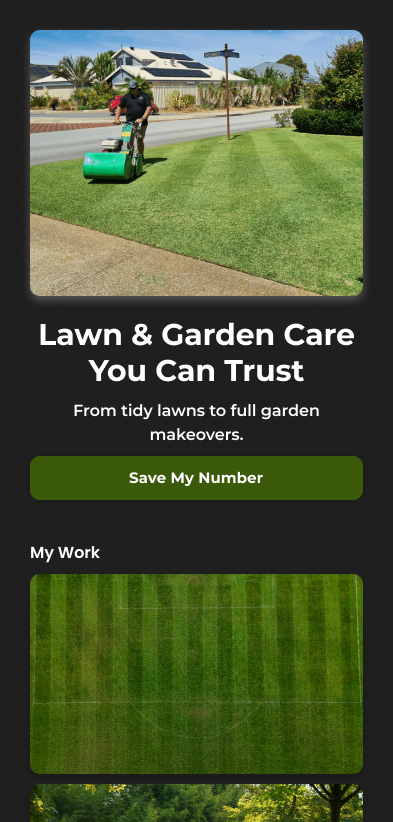 Lawn & Garden Care
You Can Trust
From tidy lawns to full garden
makeovers.
Save My Number
My Work